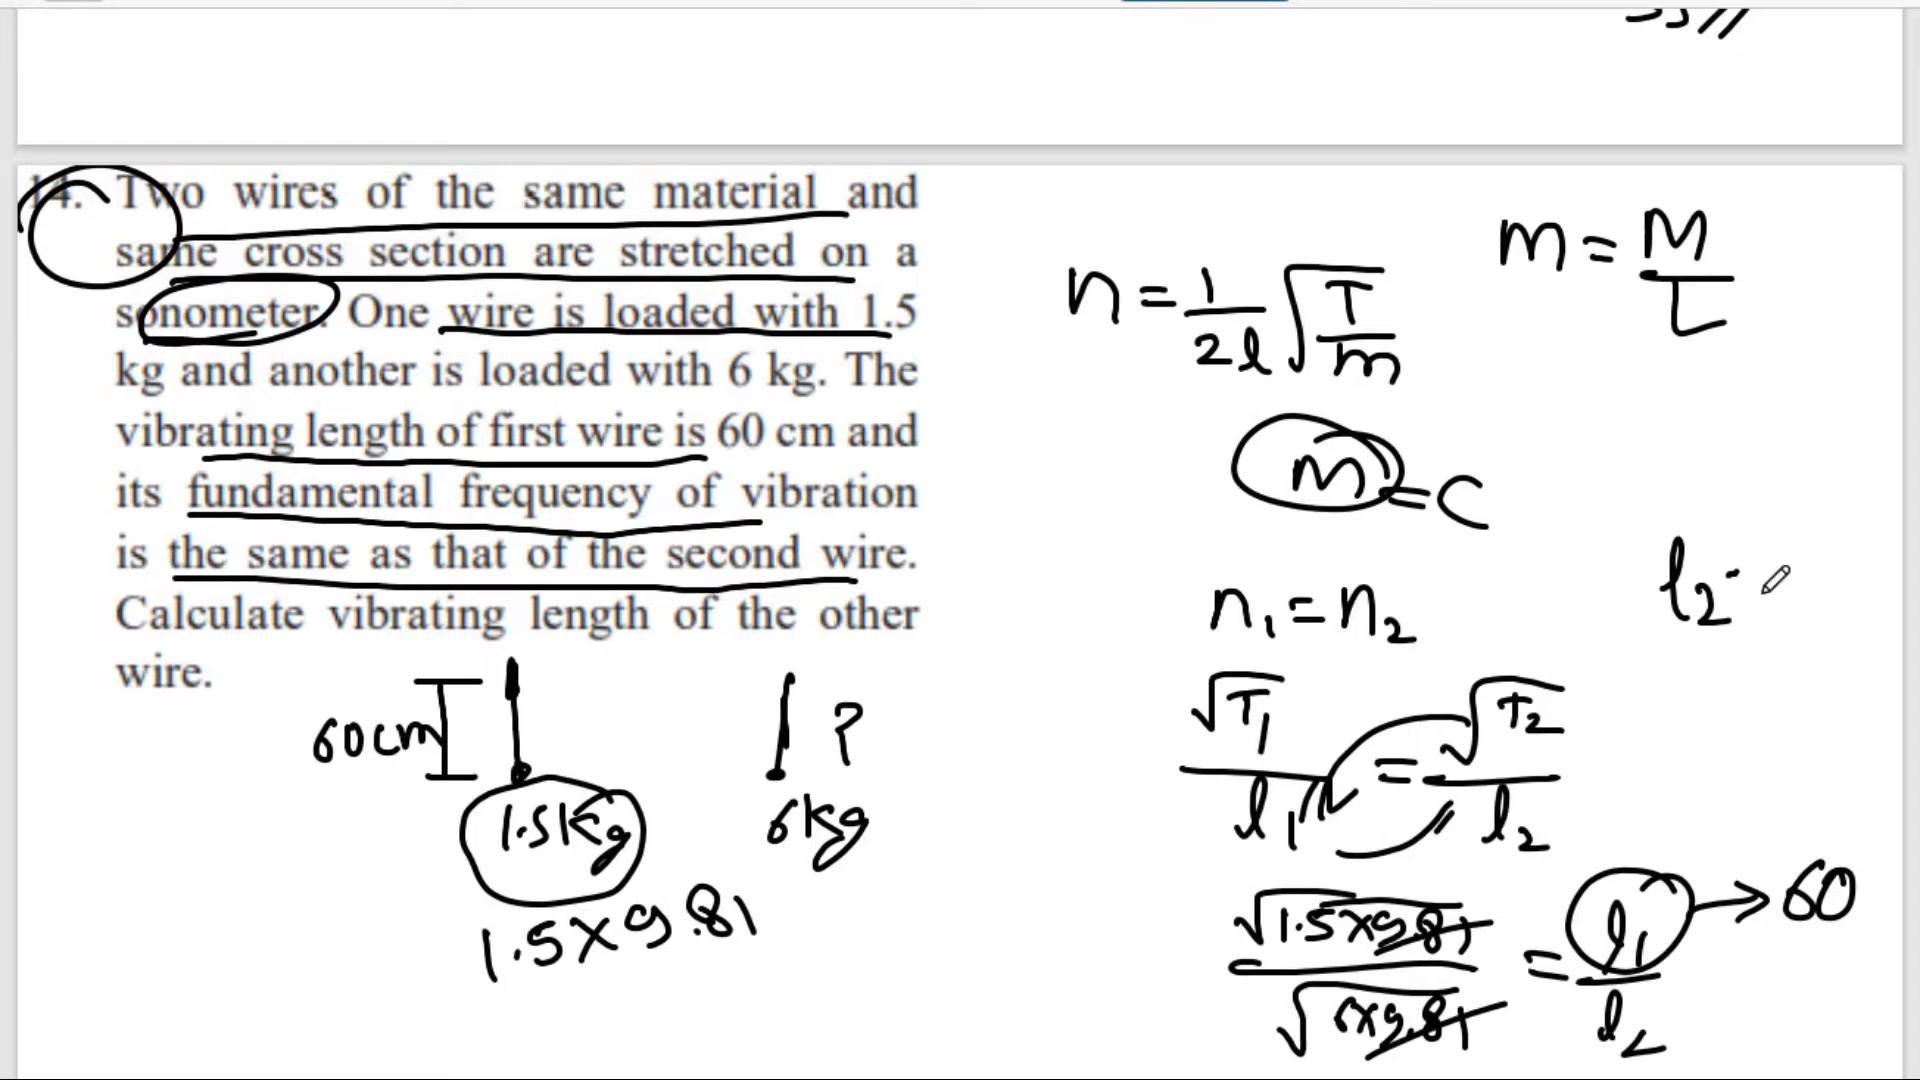 14. Two wires of the same material and
same cross section are stretched on a
sonometer. One wire is loaded with 1.5
kg and another is loaded with 6 kg. The
vibrating length of first wire is 60 cm and
its fundamental frequency of vibration
is the same as that of the second wire.
Calculate vibrating length of the other
wire.
60cm
1.5Kg
1.5×9.81
?
6kg
m = M/L
n = 1/2l √T/m
m = C
n₁ = n₂
l₂ =
√T₁/l₁ = √T₂/l₂
√1.5×9.81/√6×9.81 = l₁/l₂ → 60